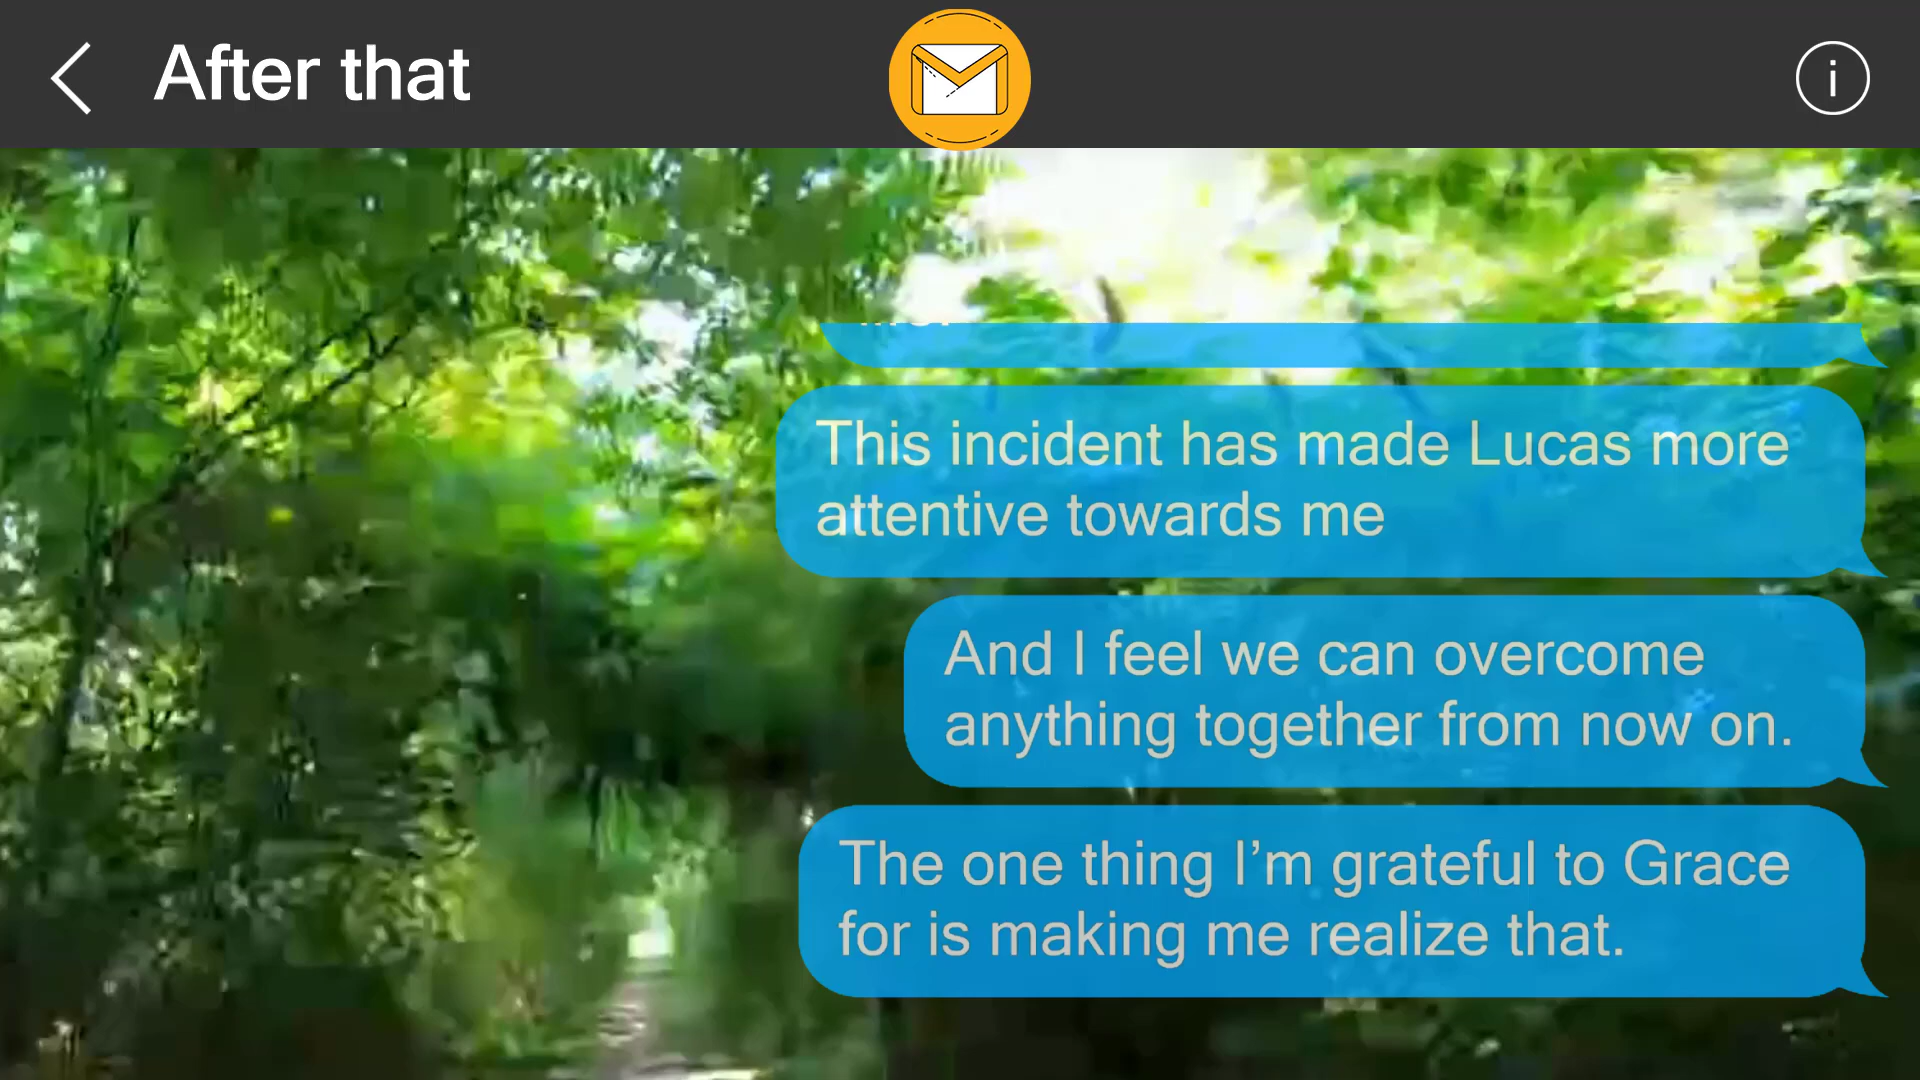 After that
This incident has made Lucas more
attentive towards me
And I feel we can overcome
anything together from now on.
The one thing I’m grateful to Grace
for is making me realize that.